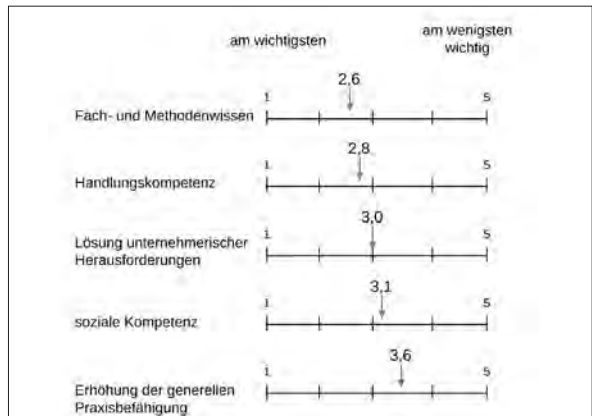 am wichtigsten
am wenigsten
wichtig
2,6
1 5
Fach- und Methodenwissen
2,8
1 5
Handlungskompetenz
3,0
1 5
Lösung unternehmerischer
Herausforderungen
3,1
1 5
soziale Kompetenz
3,6
1 5
Erhöhung der generellen
Praxisbefähigung